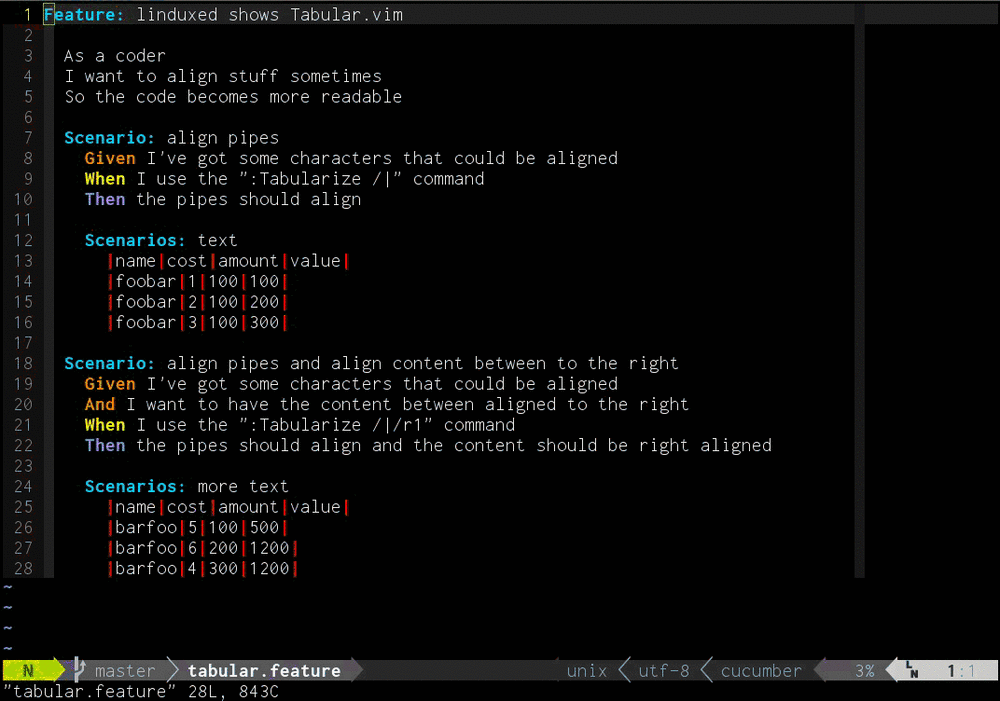 1 Feature: linduxed shows Tabular.vim
2
3 As a coder
4 I want to align stuff sometimes
5 So the code becomes more readable
6
7 Scenario: align pipes
8 Given I've got some characters that could be aligned
9 When I use the ":Tabularize /|" command
10 Then the pipes should align
11
12 Scenarios: text
13 |name|cost|amount|value|
14 |foobar|1|100|100|
15 |foobar|2|100|200|
16 |foobar|3|100|300|
17
18 Scenario: align pipes and align content between to the right
19 Given I've got some characters that could be aligned
20 And I want to have the content between aligned to the right
21 When I use the ":Tabularize /|/r1" command
22 Then the pipes should align and the content should be right aligned
23
24 Scenarios: more text
25 |name|cost|amount|value|
26 |barfoo|5|100|500|
27 |barfoo|6|200|1200|
28 |barfoo|4|300|1200|
~
~
~
~
N master tabular.feature unix utf-8 cucumber 3% LN 1:1
"tabular.feature" 28L, 843C